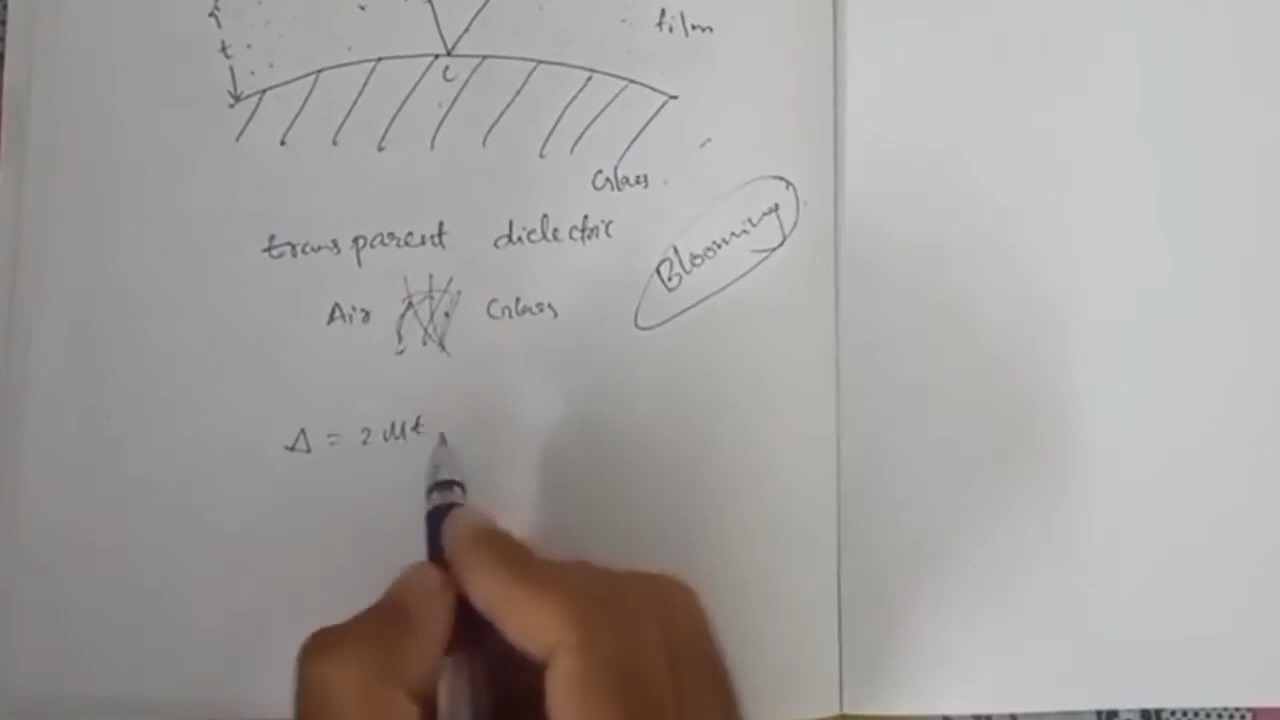 film
t
C
Glass
transparent dielectric
Blooming
Air Glass
Δ = 2μt